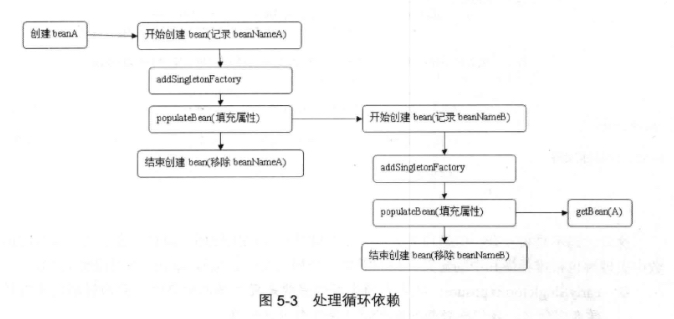 创建 beanA
开始创建 bean(记录 beanNameA)
addSingletonFactory
populateBean(填充属性)
结束创建 bean(移除 beanNameA)
开始创建 bean(记录 beanNameB)
addSingletonFactory
populateBean(填充属性)
getBean(A)
结束创建 bean(移除 beanNameB)
图 5-3 处理循环依赖